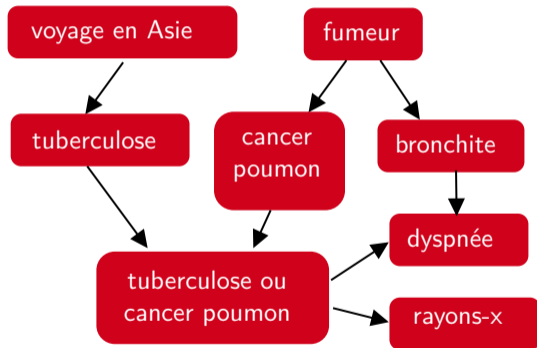 voyage en Asie
fumeur
tuberculose
cancer
poumon
bronchite
dyspnée
tuberculose ou
cancer poumon
rayons-x